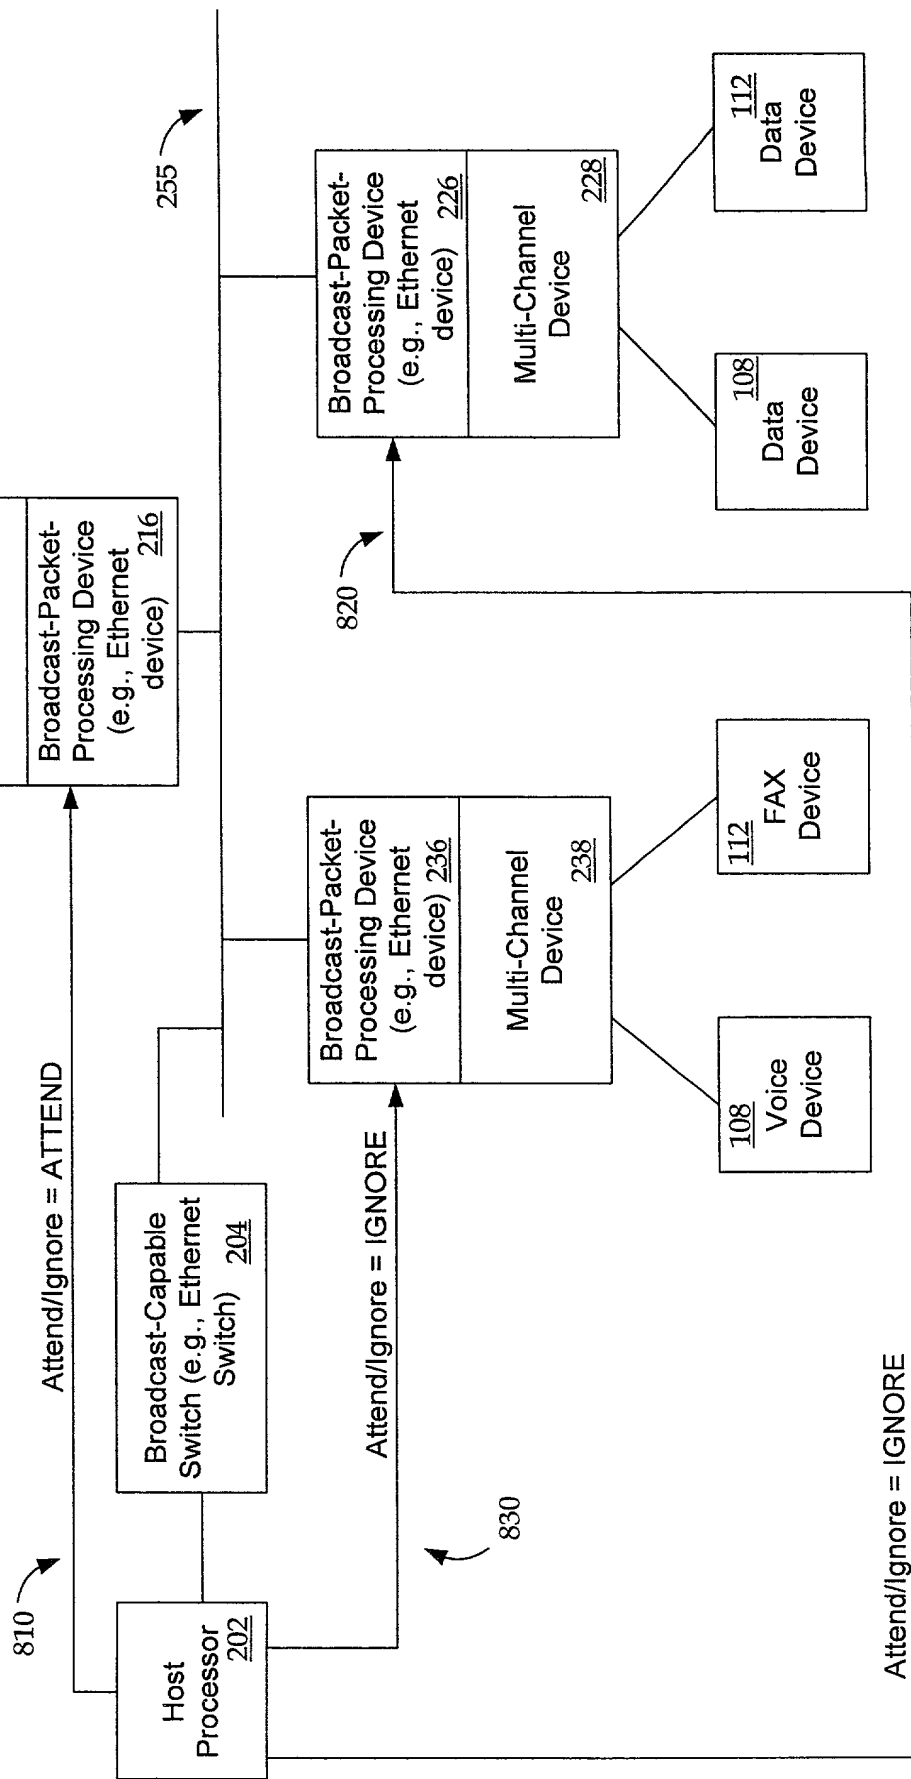 810
Attend/Ignore = ATTEND
Host
Processor
202
Broadcast-Capable
Switch (e.g., Ethernet
Switch) 204
Broadcast-Packet-
Processing Device
(e.g., Ethernet
device) 216
255
830
Attend/Ignore = IGNORE
Broadcast-Packet-
Processing Device
(e.g., Ethernet
device) 236
Multi-Channel
Device
238
108
Voice
Device
112
FAX
Device
820
Broadcast-Packet-
Processing Device
(e.g., Ethernet
device) 226
Multi-Channel
Device
228
108
Data
Device
112
Data
Device
Attend/Ignore = IGNORE